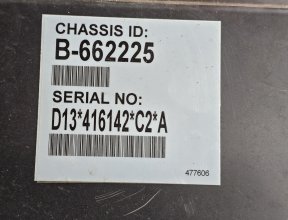 CHASSIS ID:
B-662225
SERIAL NO:
D13*416142*C2*A
477606